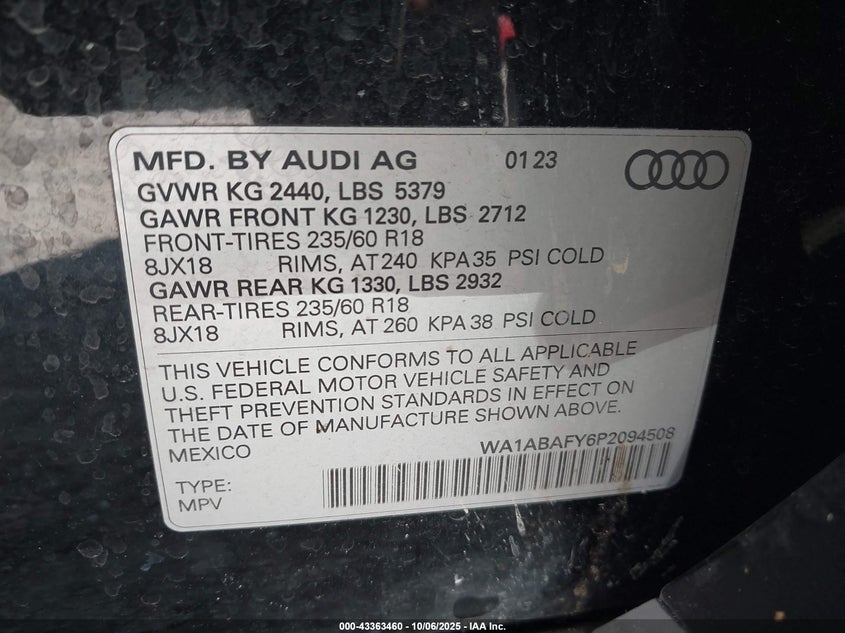 MFD. BY AUDI AG 01 23
GVWR KG 2440, LBS 5379
GAWR FRONT KG 1230, LBS 2712
FRONT-TIRES 235/60 R18
8JX18 RIMS, AT 240 KPA 35 PSI COLD
GAWR REAR KG 1330, LBS 2932
REAR-TIRES 235/60 R18
8JX18 RIMS, AT 260 KPA 38 PSI COLD
THIS VEHICLE CONFORMS TO ALL APPLICABLE
U.S. FEDERAL MOTOR VEHICLE SAFETY AND
THEFT PREVENTION STANDARDS IN EFFECT ON
THE DATE OF MANUFACTURE SHOWN ABOVE.
MEXICO WA1ABAFY6P2094508
TYPE:
MPV
000-43363460 - 10/06/2025 - IAA Inc.